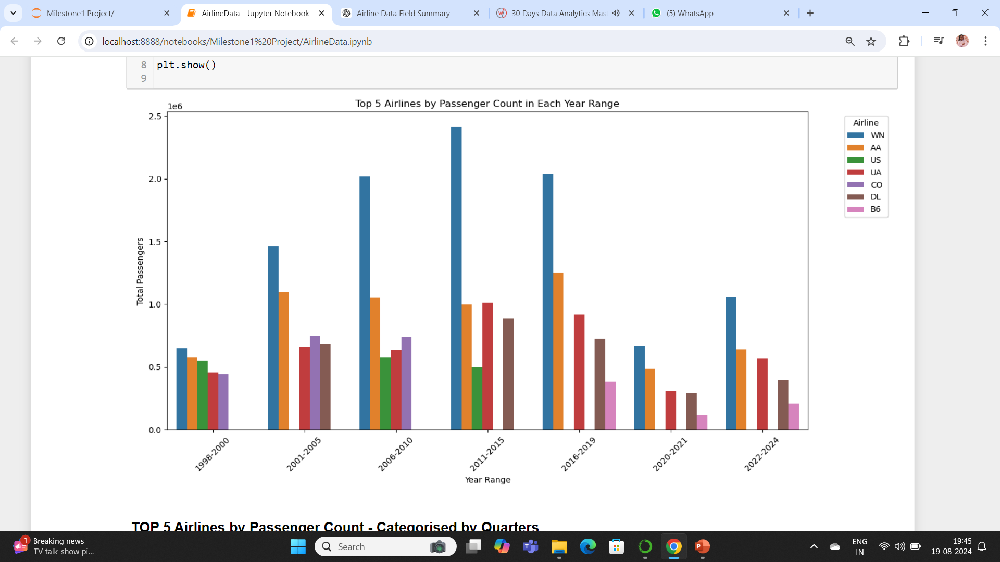 Milestone1 Project/
AirlineData - Jupyter Notebook
Airline Data Field Summary
30 Days Data Analytics Mas
(5) WhatsApp
localhost:8888/notebooks/Milestone1%20Project/AirlineData.ipynb
8 plt.show()
9
Top 5 Airlines by Passenger Count in Each Year Range
1e6
2.5
2.0
1.5
1.0
0.5
0.0
Total Passengers
1998-2000
2001-2005
2006-2010
2011-2015
2016-2019
2020-2021
2022-2024
Year Range
Airline
WN
AA
US
UA
CO
DL
B6
TOP 5 Airlines by Passenger Count - Categorised by Quarters
1
Breaking news
TV talk-show pi...
Search
ENG
IN
19:45
19-08-2024